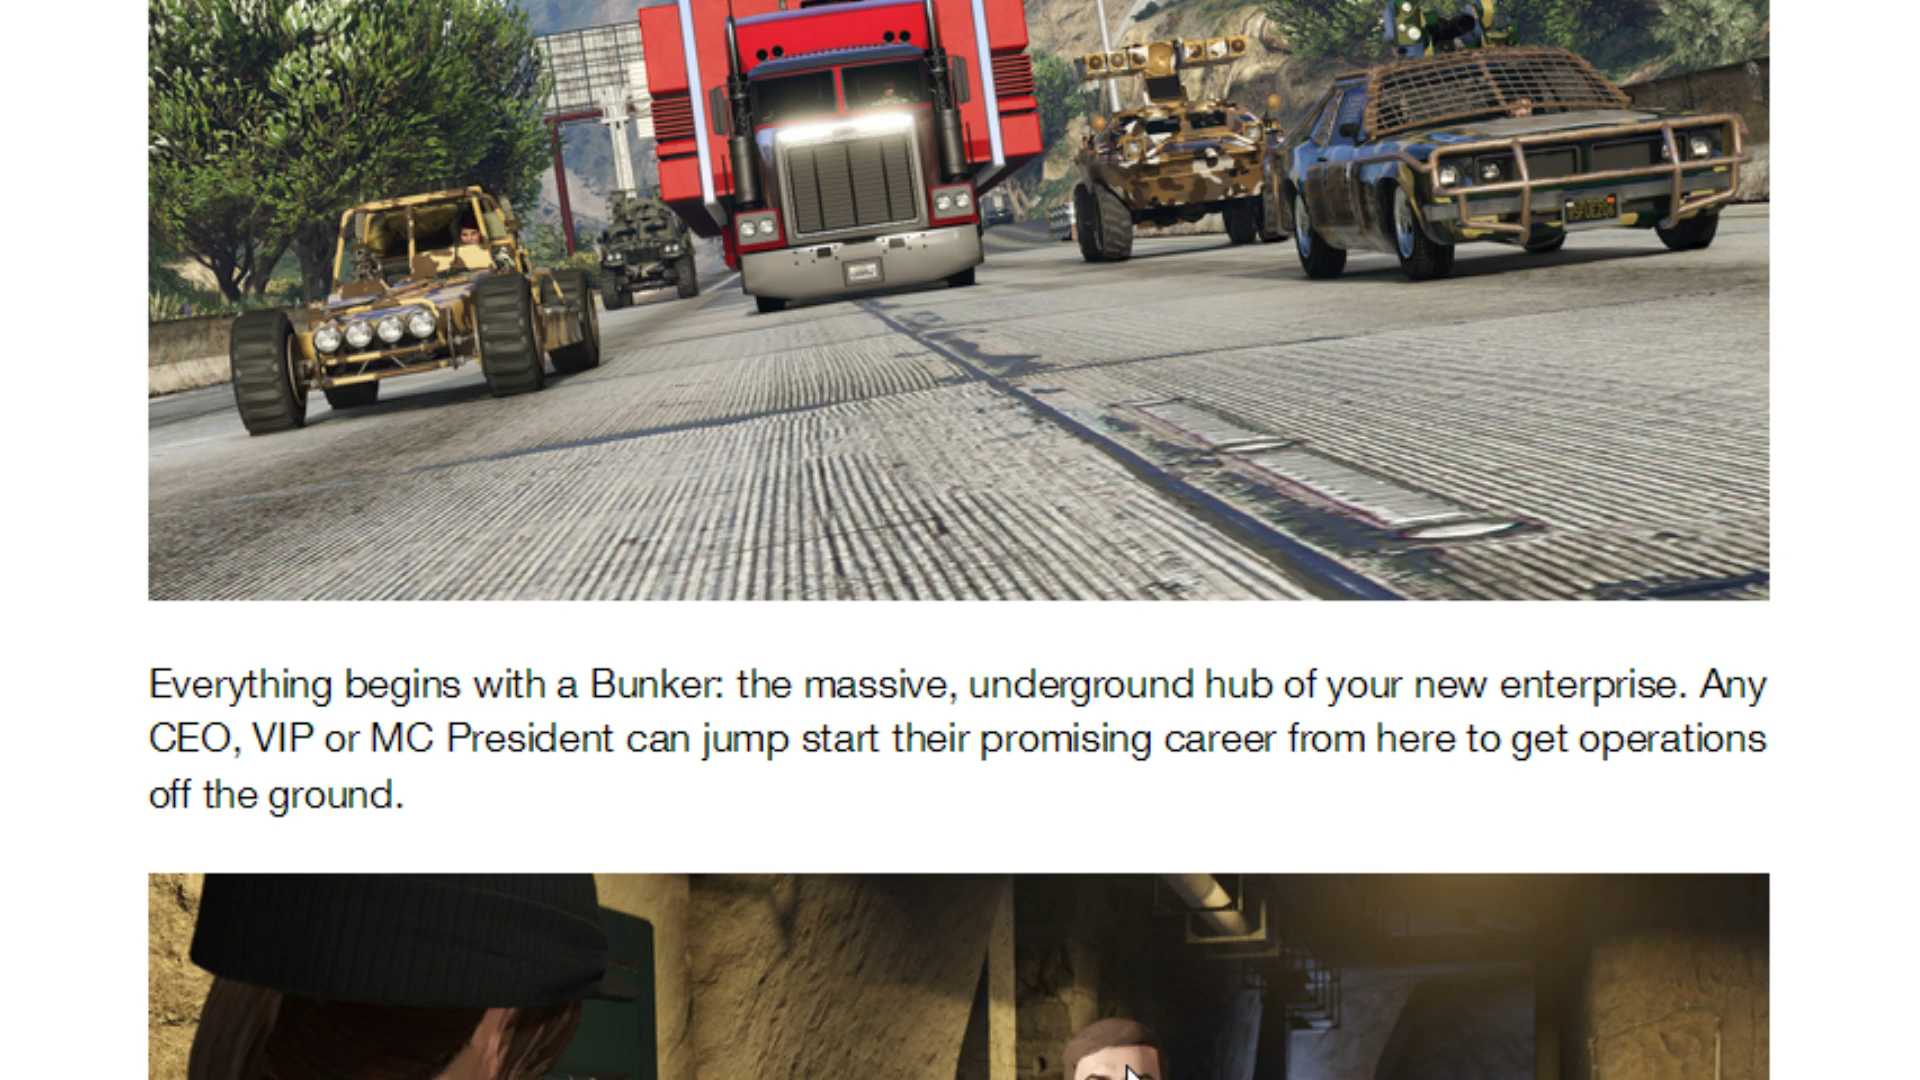 Everything begins with a Bunker: the massive, underground hub of your new enterprise. Any
CEO, VIP or MC President can jump start their promising career from here to get operations
off the ground.